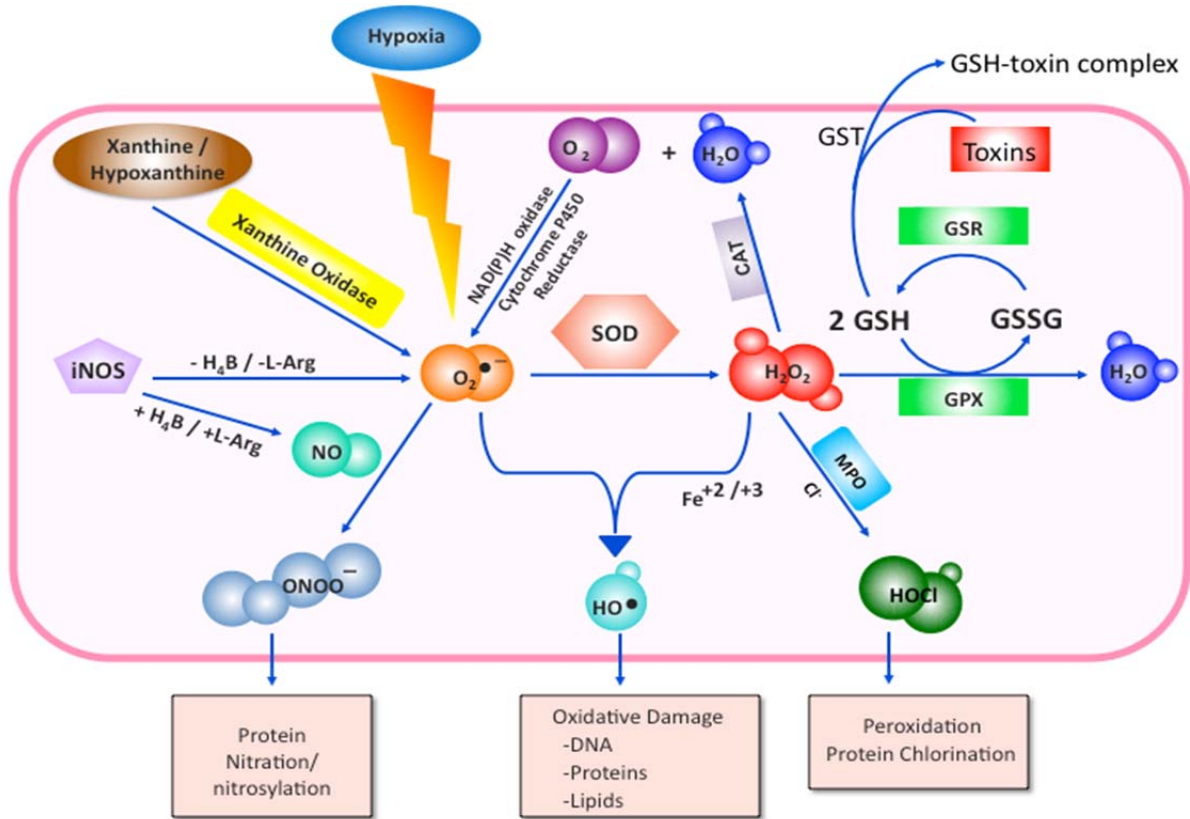 Hypoxia
GSH-toxin complex
Xanthine /
Hypoxanthine
O2
+
H2O
GST
Toxins
Xanthine Oxidase
NAD(P)H oxidase
Cytochrome P450
Reductase
CAT
GSR
SOD
2 GSH
GSSG
iNOS
- H4B / -L-Arg
O2•−
H2O2
H2O
GPX
+ H4B / +L-Arg
NO
Fe+2 /+3
MPO
Cl-
ONOO−
HO•
HOCl
Protein
Nitration/
nitrosylation
Oxidative Damage
-DNA
-Proteins
-Lipids
Peroxidation
Protein Chlorination